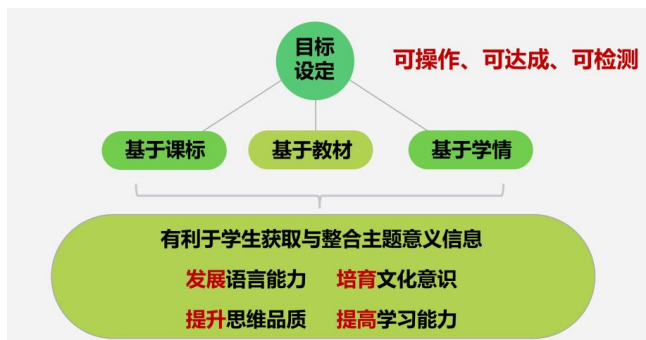 目标
设定
可操作、可达成、可检测
基于课标
基于教材
基于学情
有利于学生获取与整合主题意义信息
发展语言能力 培育文化意识
提升思维品质 提高学习能力